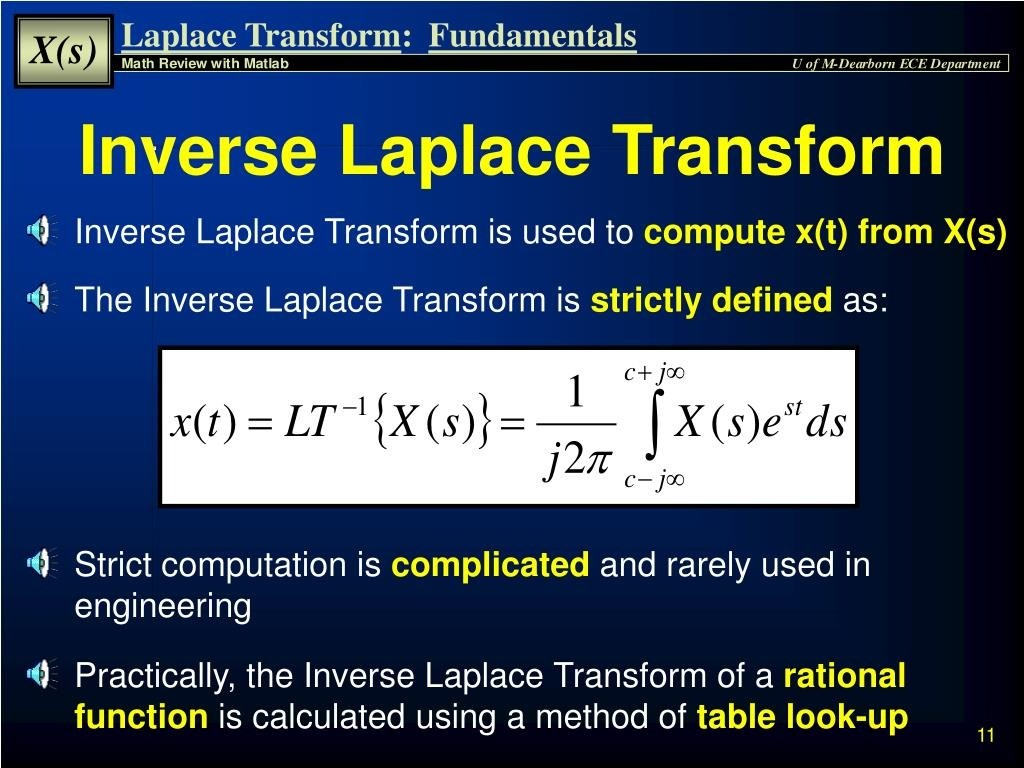 X(s)
Laplace Transform:  Fundamentals
Math Review with Matlab
U of M-Dearborn ECE Department
Inverse Laplace Transform
Inverse Laplace Transform is used to compute x(t) from X(s)
The Inverse Laplace Transform is strictly defined as:
x(t) = LT⁻¹{X(s)} = 1/j2π ∫_{c−j∞}^{c+j∞} X(s)e^{st}ds
Strict computation is complicated and rarely used in
engineering
Practically, the Inverse Laplace Transform of a rational
function is calculated using a method of table look-up
11